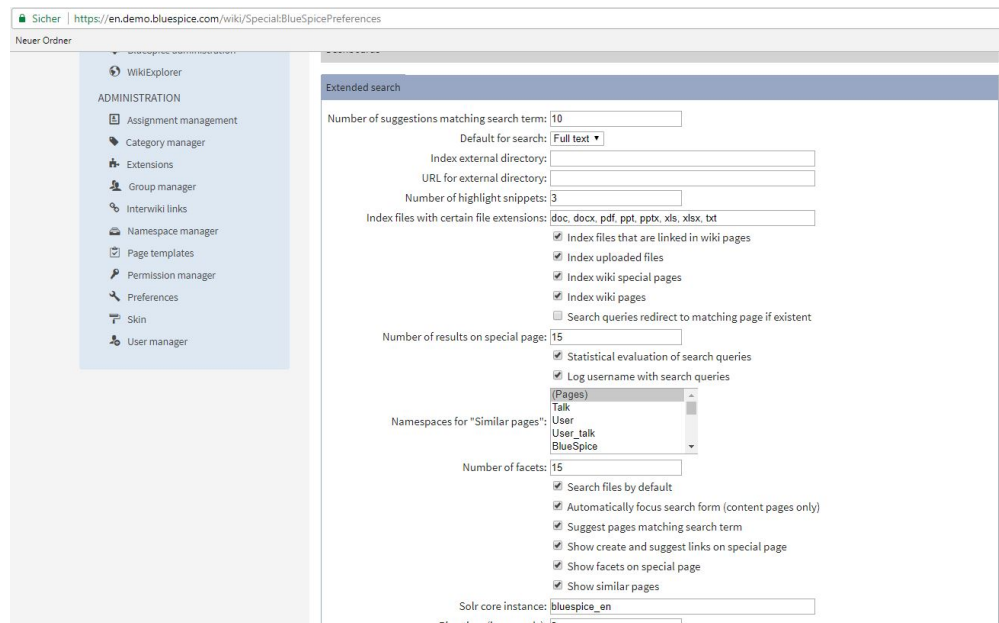 Sicher | https://en.demo.bluespice.com/wiki/Special:BlueSpicePreferences
Neuer Ordner
WikiExplorer
ADMINISTRATION
Assignment management
Category manager
Extensions
Group manager
Interwiki links
Namespace manager
Page templates
Permission manager
Preferences
Skin
User manager
Extended search
Number of suggestions matching search term: 10
Default for search: Full text
Index external directory:
URL for external directory:
Number of highlight snippets: 3
Index files with certain file extensions: doc, docx, pdf, ppt, pptx, xls, xlsx, txt
Index files that are linked in wiki pages
Index uploaded files
Index wiki special pages
Index wiki pages
Search queries redirect to matching page if existent
Number of results on special page: 15
Statistical evaluation of search queries
Log username with search queries
Namespaces for "Similar pages":
(Pages)
Talk
User
User_talk
BlueSpice
Number of facets: 15
Search files by default
Automatically focus search form (content pages only)
Suggest pages matching search term
Show create and suggest links on special page
Show facets on special page
Show similar pages
Solr core instance: bluespice_en